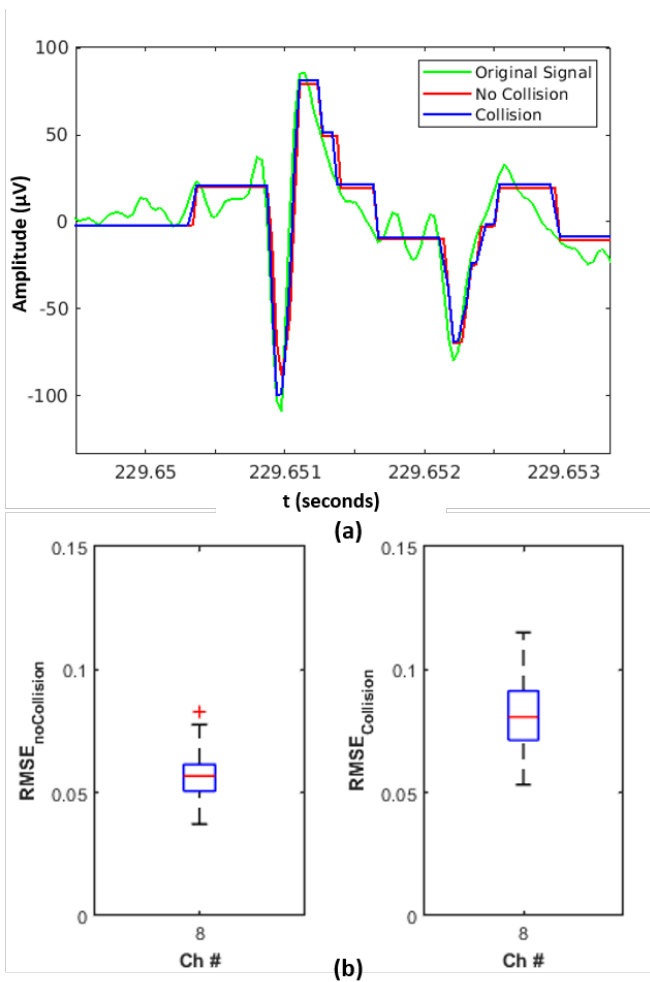 100
50
0
-50
-100
Amplitude (µV)
Original Signal
No Collision
Collision
229.65 229.651 229.652 229.653
t (seconds)
(a)
0.15
0.1
0.05
0
RMSE_noCollision
8
Ch #
0.15
0.1
0.05
0
RMSE_Collision
8
Ch #
(b)